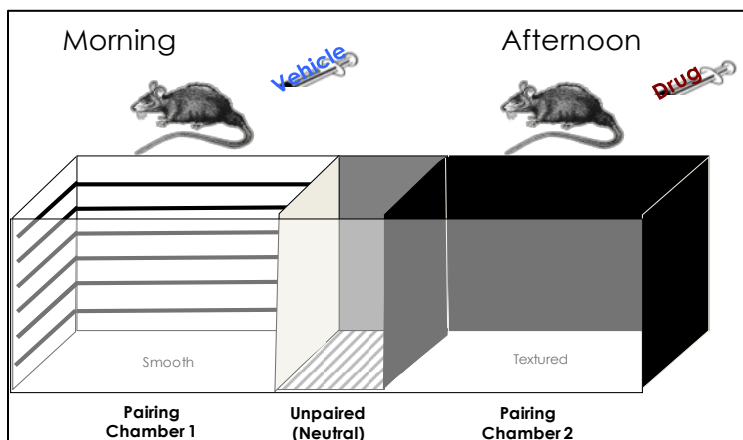 Morning
Vehicle
Afternoon
Drug
Smooth
Textured
Pairing
Chamber 1
Unpaired
(Neutral)
Pairing
Chamber 2